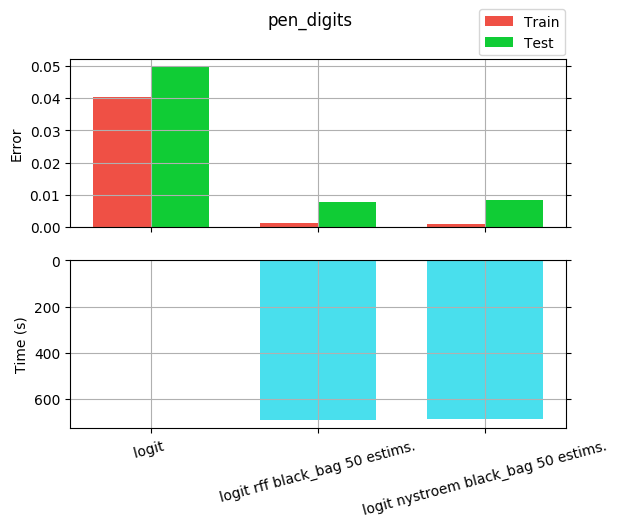 pen_digits
Train
Test
0.05
0.04
0.03
0.02
0.01
0.00
Error
0
200
400
600
Time (s)
logit
logit rff black_bag 50 estims.
logit nystroem black_bag 50 estims.